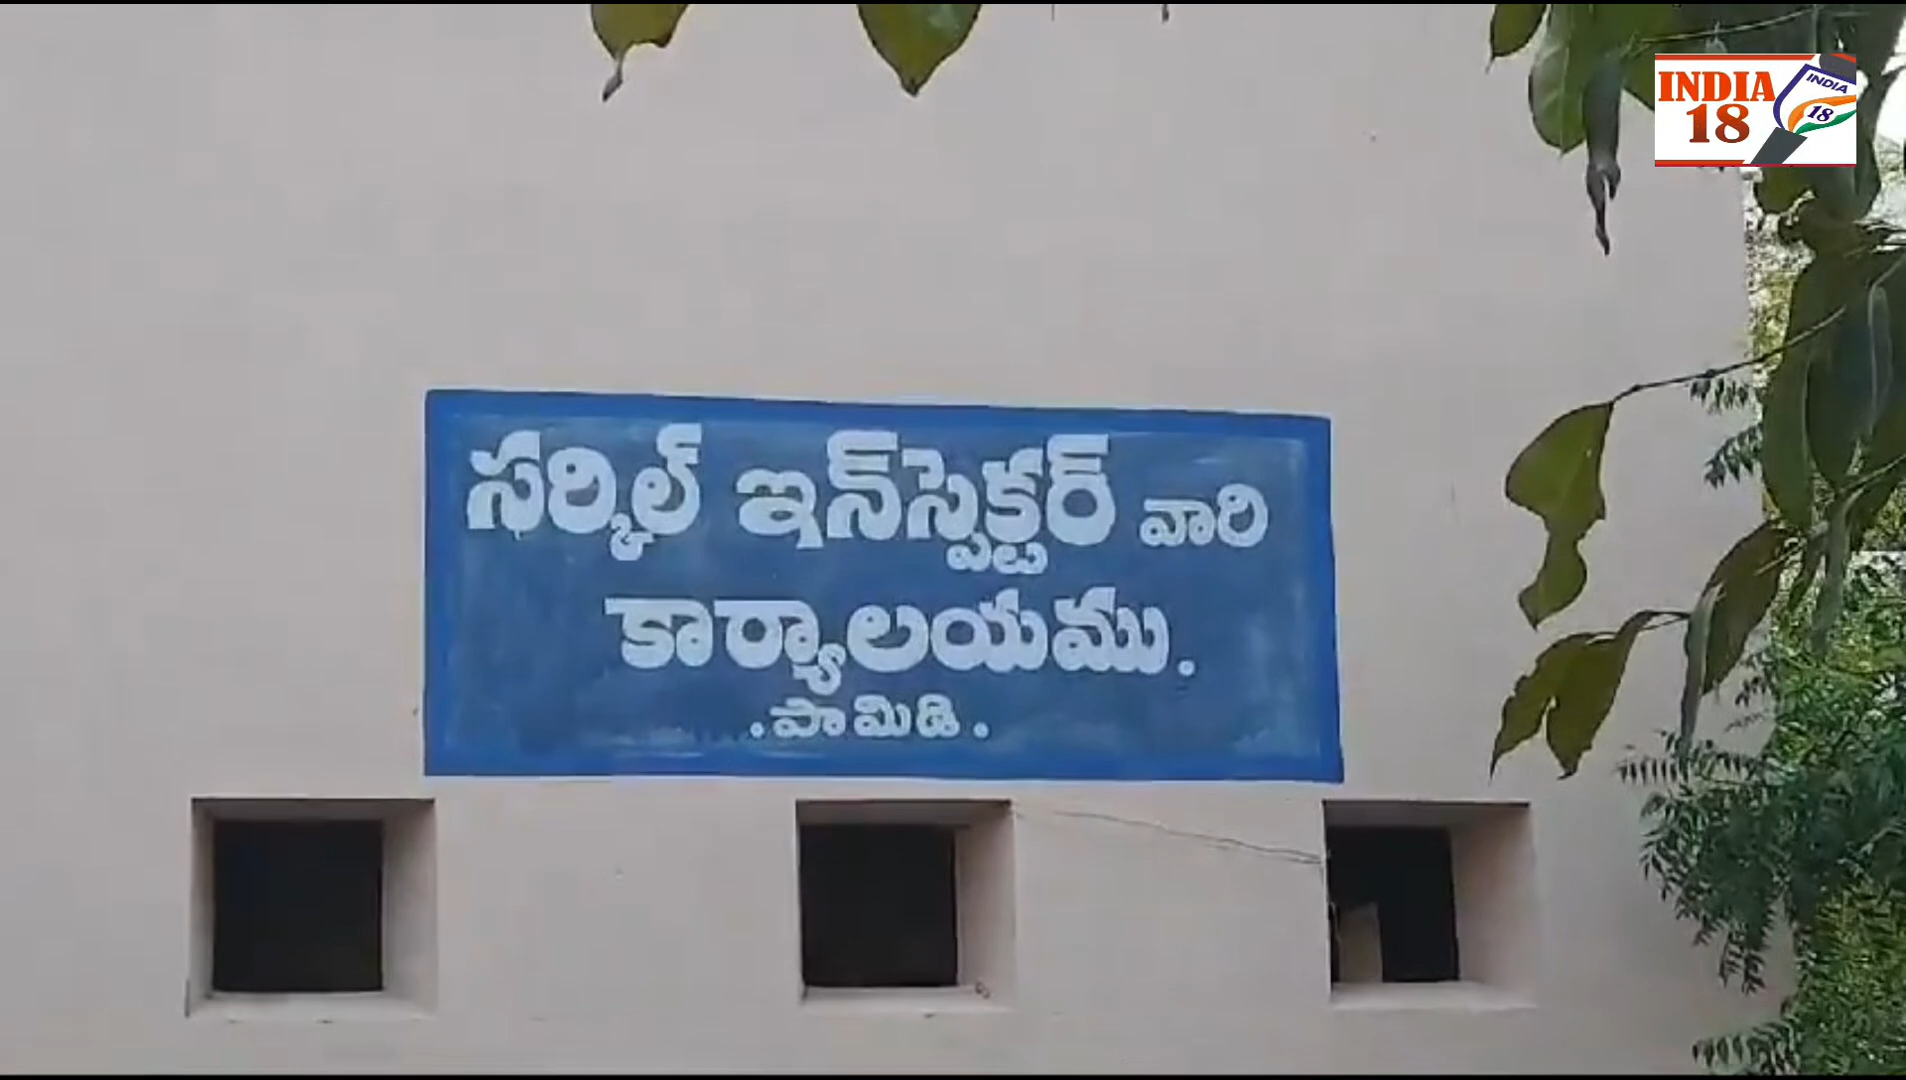 INDIA
18
INDIA
18
సర్కిల్ ఇన్‌స్పెక్టర్ వారి
కార్యాలయము.
. పామిడి .